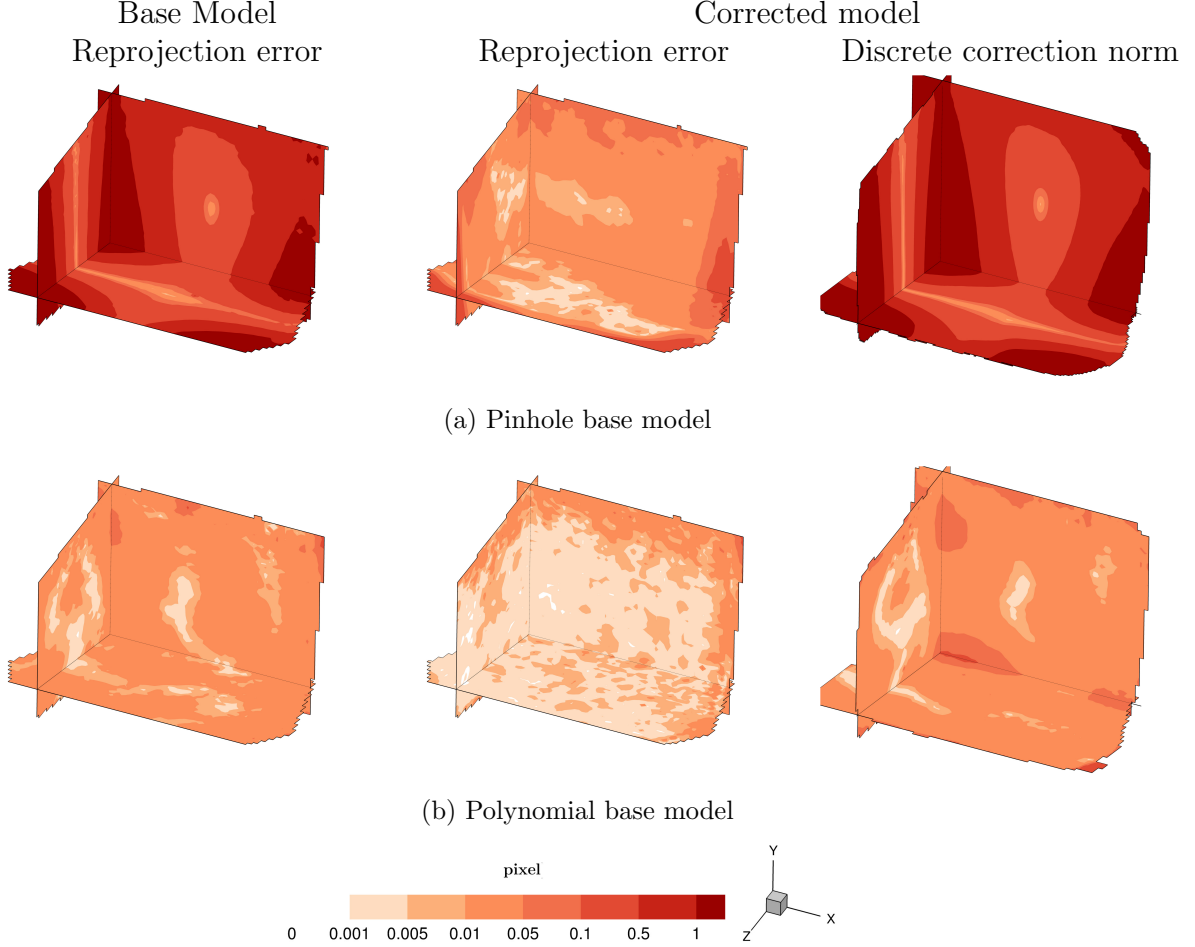 Base Model
Corrected model
Reprojection error
Reprojection error
Discrete correction norm
(a) Pinhole base model
(b) Polynomial base model
pixel
0 0.001 0.005 0.01 0.05 0.1 0.5 1
Y
X
Z